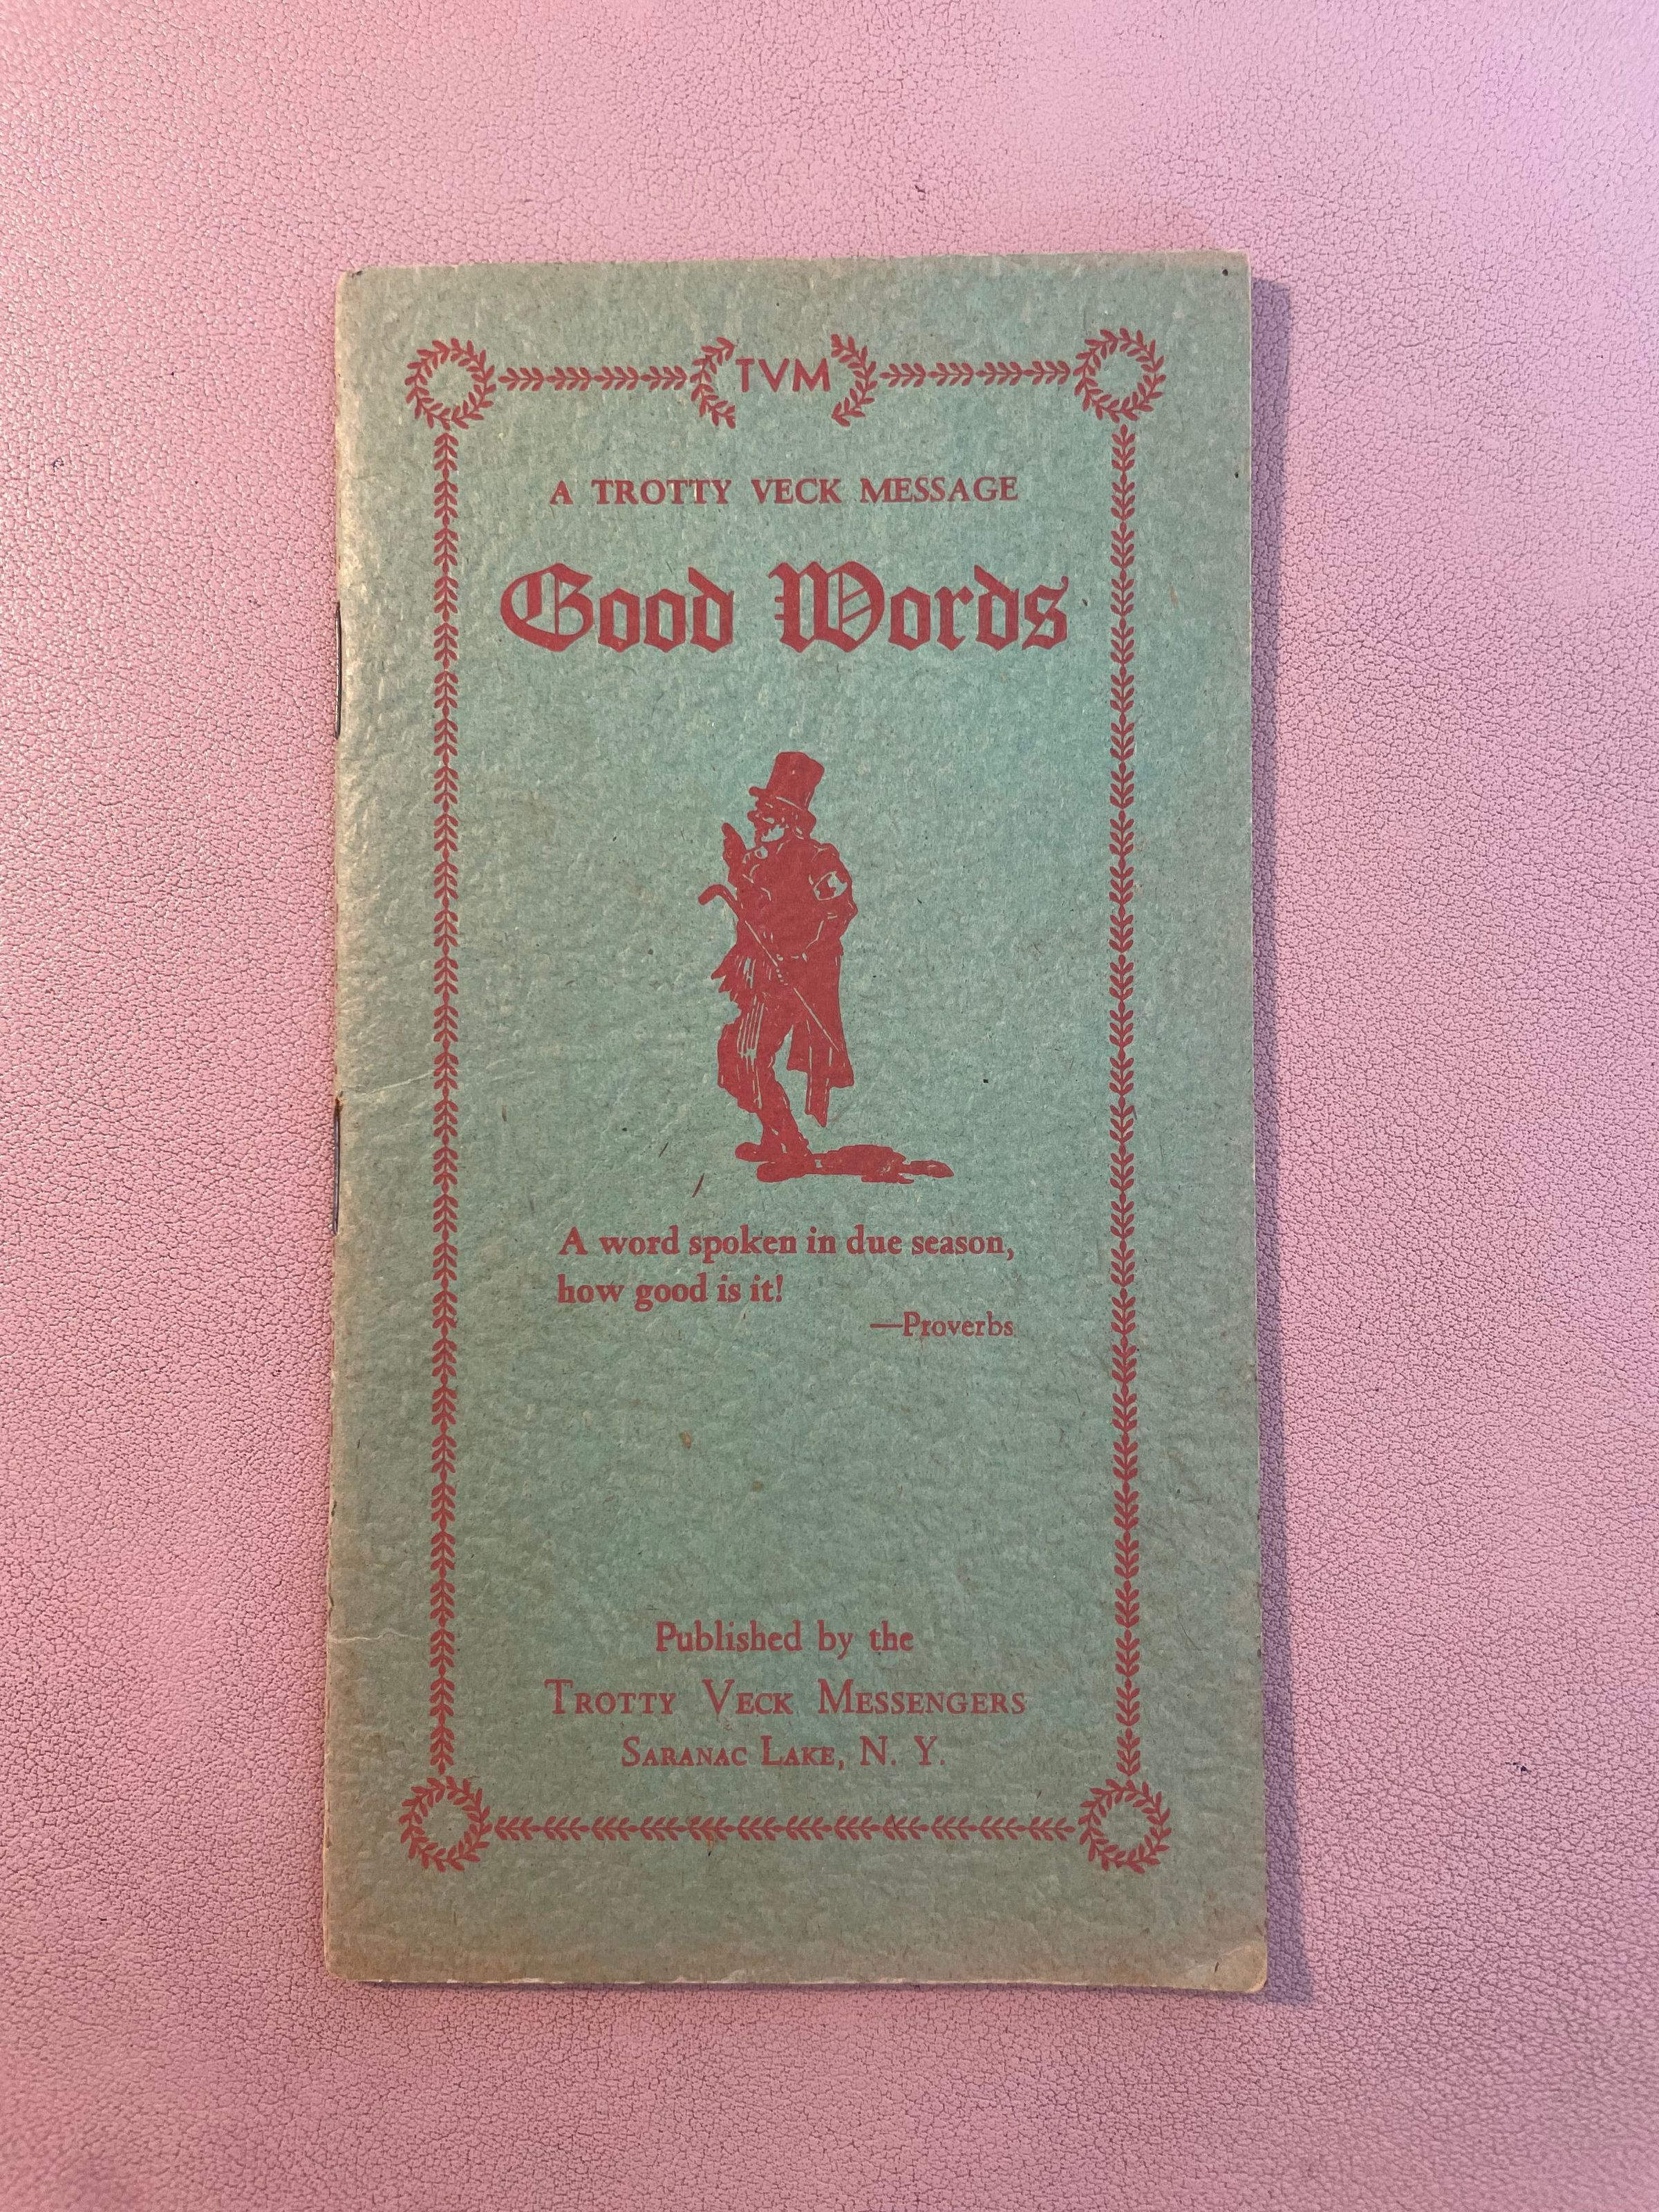 TVM
A TROTTY VECK MESSAGE
Good Words
A word spoken in due season,
how good is it!
—Proverbs
Published by the
TROTTY VECK MESSENGERS
SARANAC LAKE, N. Y.